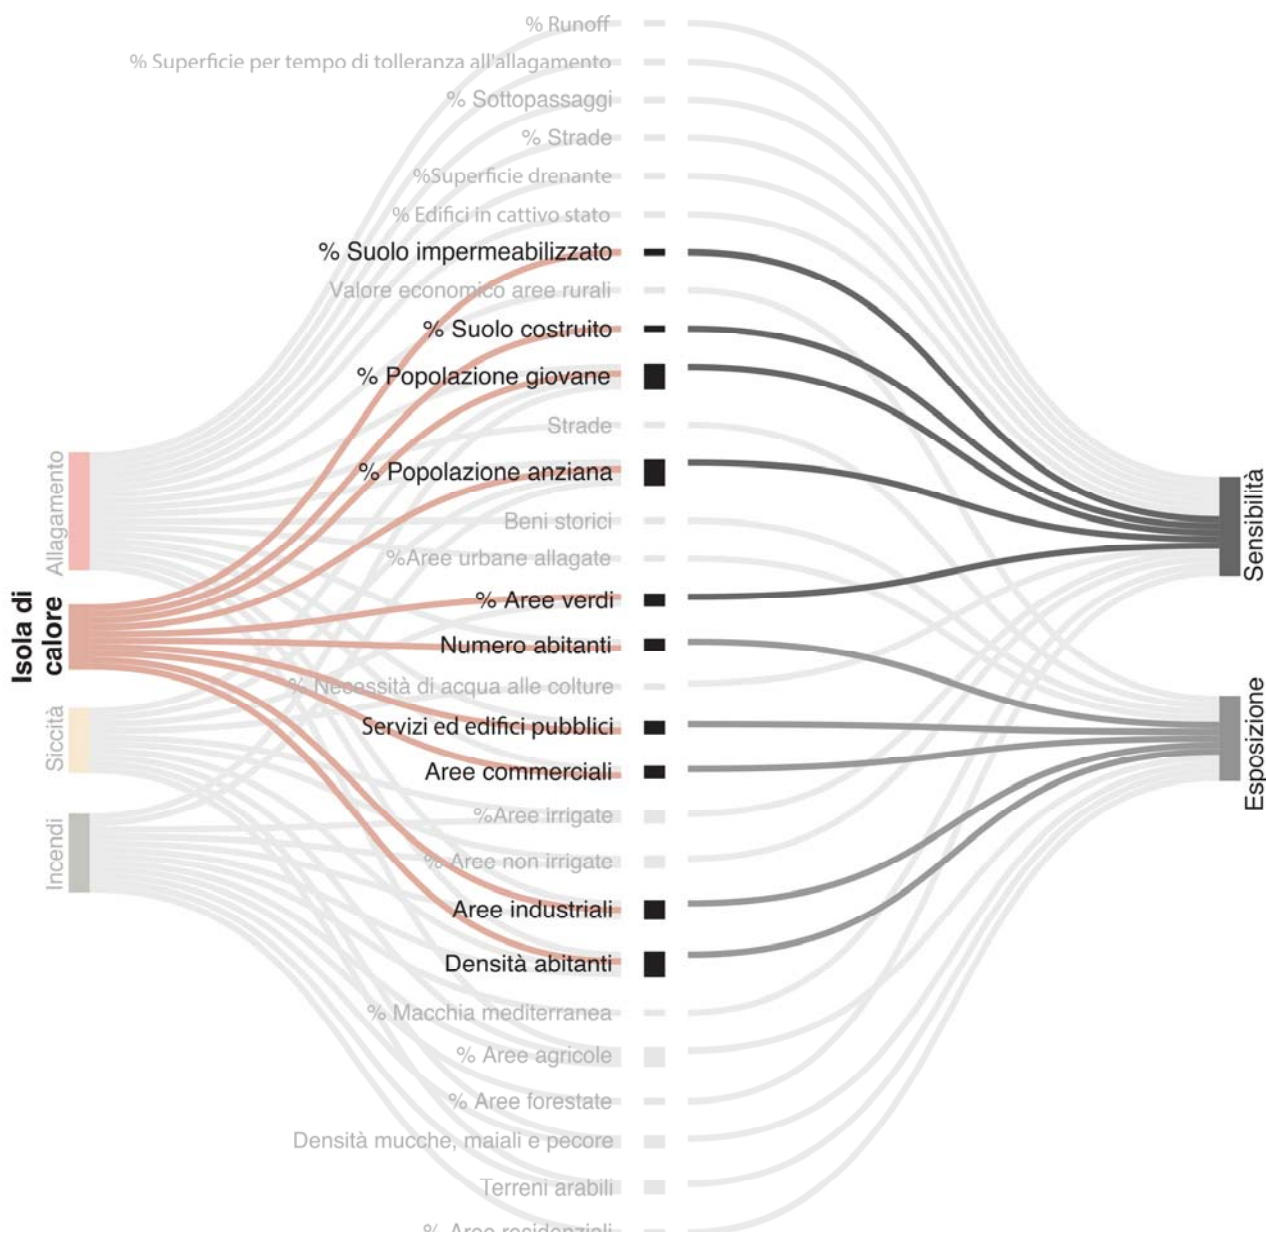 % Runoff
% Superficie per tempo di tolleranza all'allagamento
% Sottopassaggi
% Strade
%Superficie drenante
% Edifici in cattivo stato
% Suolo impermeabilizzato
Valore economico aree rurali
% Suolo costruito
% Popolazione giovane
Strade
% Popolazione anziana
Beni storici
%Aree urbane allagate
% Aree verdi
Numero abitanti
% Necessità di acqua alle colture
Servizi ed edifici pubblici
Aree commerciali
%Aree irrigate
% Aree non irrigate
Aree industriali
Densità abitanti
% Macchia mediterranea
% Aree agricole
% Aree forestate
Densità mucche, maiali e pecore
Terreni arabili
% Aree residenziali
Allagamento
Isola di
calore
Siccità
Incendi
Sensibilità
Esposizione